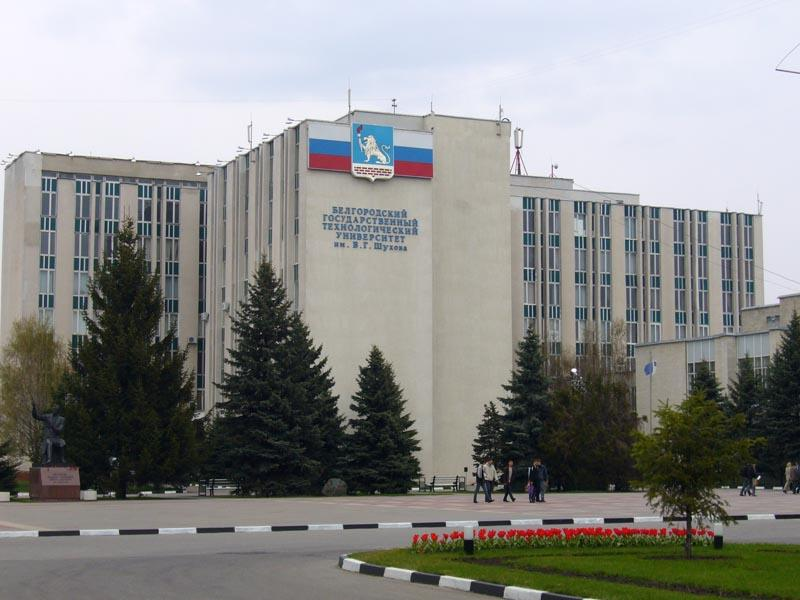 БЕЛГОРОДСКИЙ
ГОСУДАРСТВЕННЫЙ
ТЕХНОЛОГИЧЕСКИЙ
УНИВЕРСИТЕТ
им. В.Г. Шухова